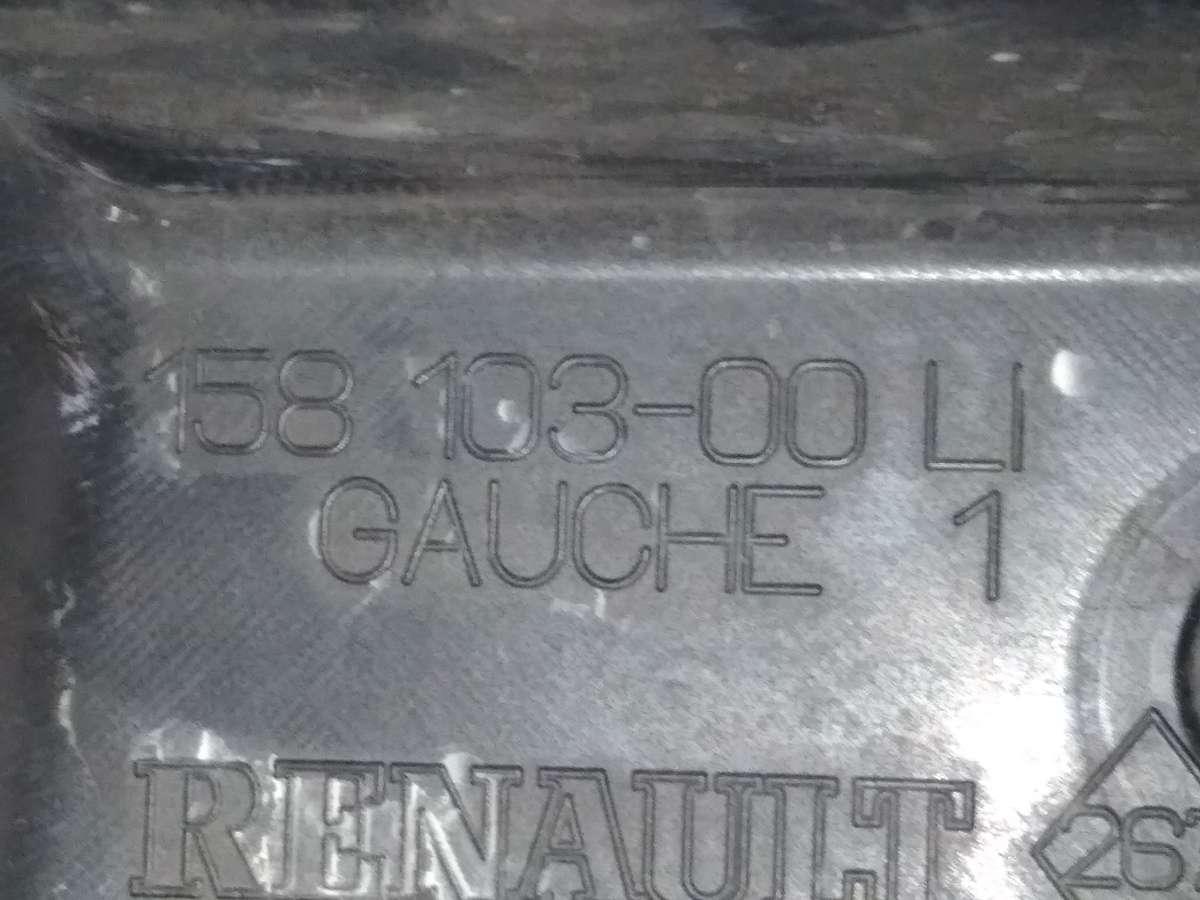 158 103-00 LI
GAUCHE 1
RENAULT